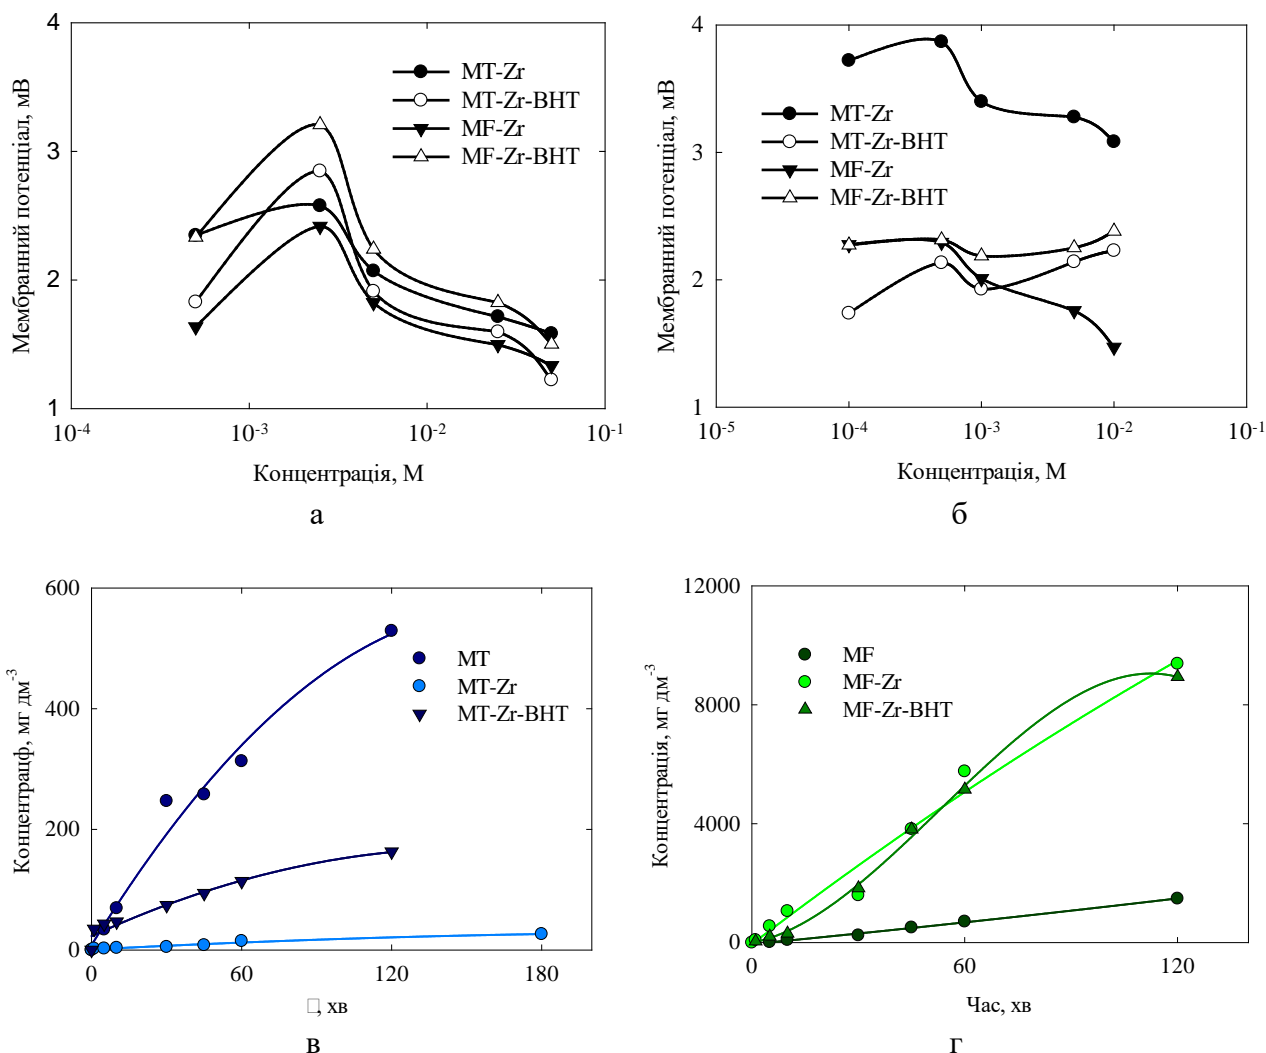 4
3
2
1
Мембранний потенціал, мВ
MT-Zr
MT-Zr-BHT
MF-Zr
MF-Zr-BHT
10-4
10-3
10-2
10-1
Концентрація, М
а
4
3
2
1
Мембранний потенціал, мВ
MT-Zr
MT-Zr-BHT
MF-Zr
MF-Zr-BHT
10-5
10-4
10-3
10-2
10-1
Концентрація, М
б
600
400
200
0
Концентрацф, мг дм-3
MT
MT-Zr
MT-Zr-BHT
0
60
120
180
□, хв
в
12000
8000
4000
0
Концентрація, мг дм-3
MF
MF-Zr
MF-Zr-BHT
0
60
120
Час, хв
г